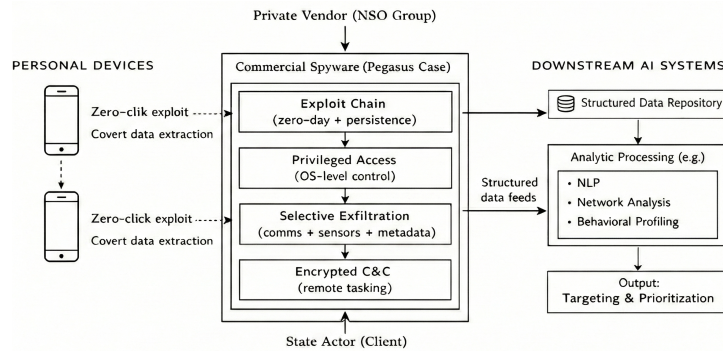 Private Vendor (NSO Group)
PERSONAL DEVICES
Zero-clik exploit
Covert data extraction
Zero-click exploit
Covert data extraction
Commercial Spyware (Pegasus Case)
Exploit Chain
(zero-day + persistence)
Privileged Access
(OS-level control)
Selective Exfiltration
(comms + sensors + metadata)
Encrypted C&C
(remote tasking)
State Actor (Client)
Structured
data feeds
DOWNSTREAM AI SYSTEMS
Structured Data Repository
Analytic Processing (e.g.)
• NLP
• Network Analysis
• Behavioral Profiling
Output:
Targeting & Prioritization